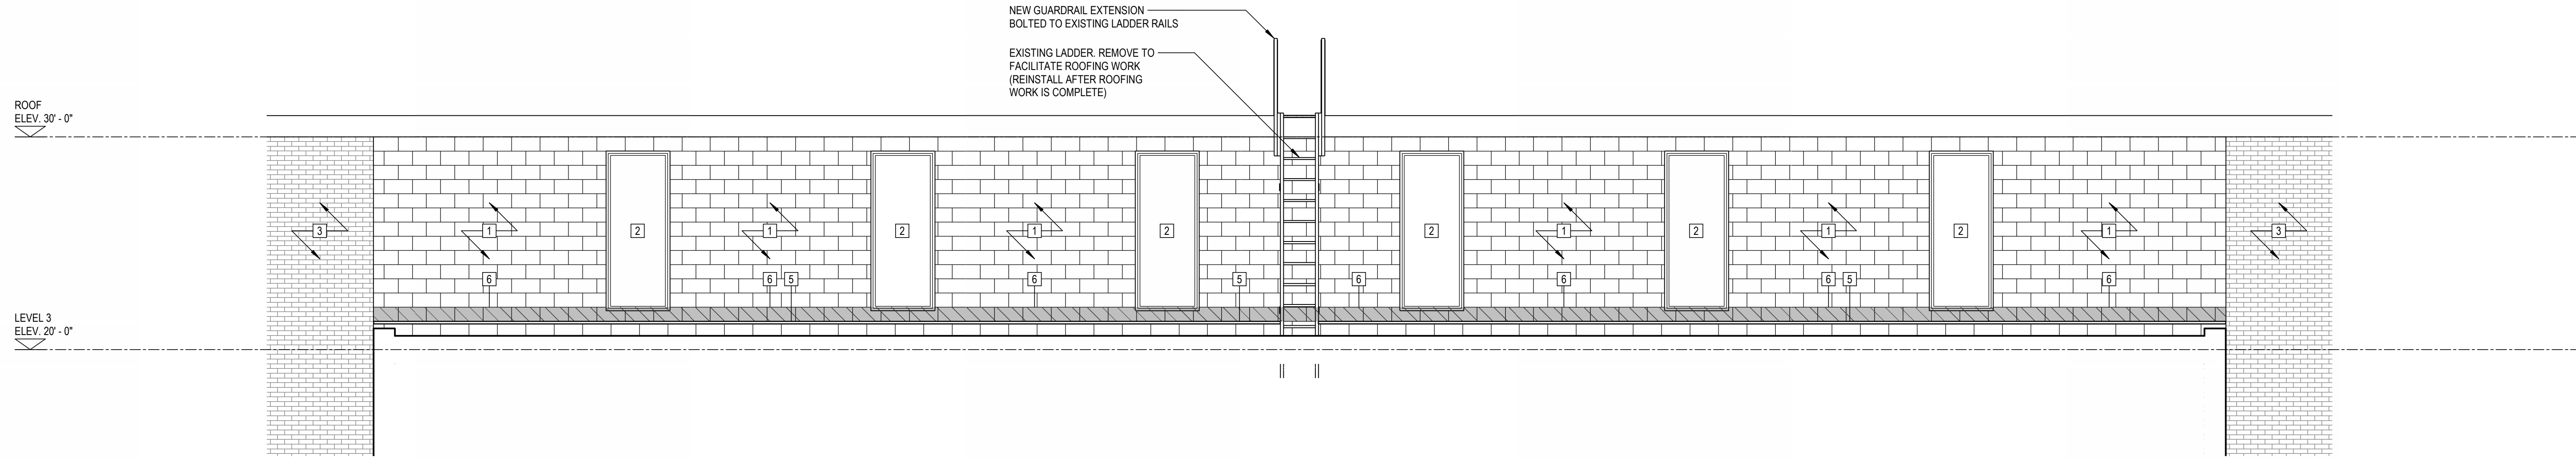 NEW GUARDRAIL EXTENSION
BOLTED TO EXISTING LADDER RAILS
EXISTING LADDER. REMOVE TO
FACILITATE ROOFING WORK
(REINSTALL AFTER ROOFING
WORK IS COMPLETE)
ROOF
ELEV. 30' - 0"
3 1 2 1 2 1 2 2 1 2 1 2 1 3
6 6 5 6 5 6 6 6 5 6
LEVEL 3
ELEV. 20' - 0"